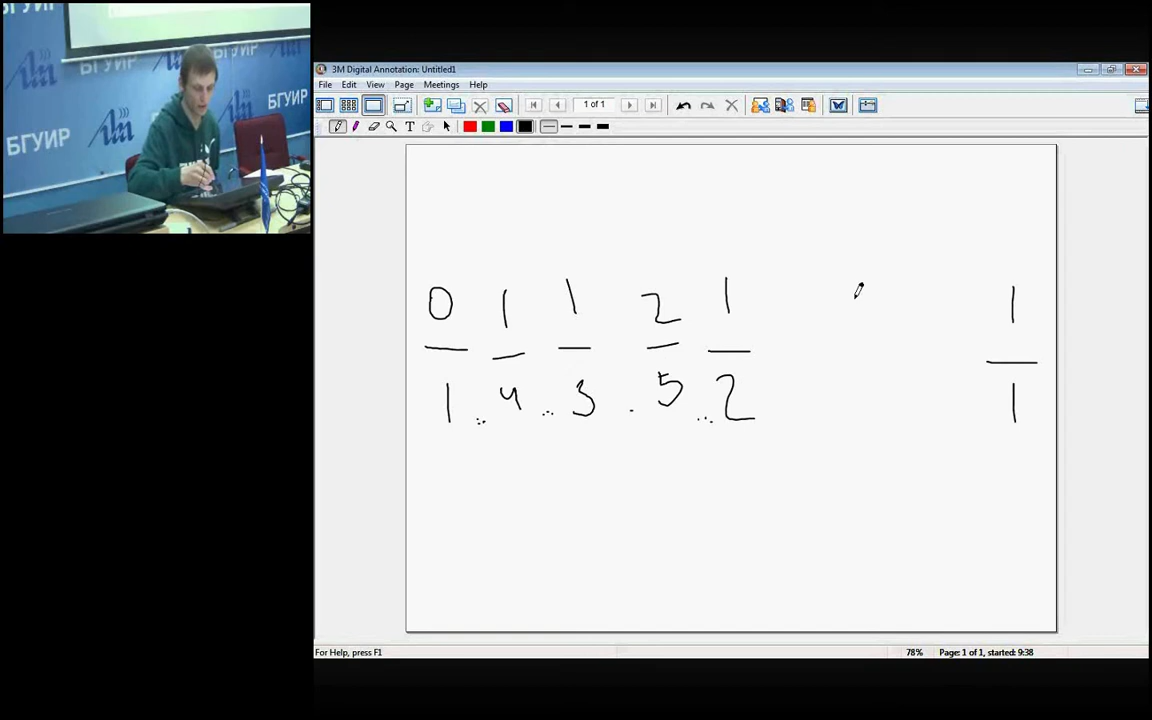 БГУИР
БГУИР
БГУИР
3M Digital Annotation: Untitled1
File Edit View Page Meetings Help
1 of 1
T
0 1 1 2 1 1
1 .. 4 ... 3 . 5 ... 2 1
For Help, press F1
78% Page: 1 of 1, started: 9:38